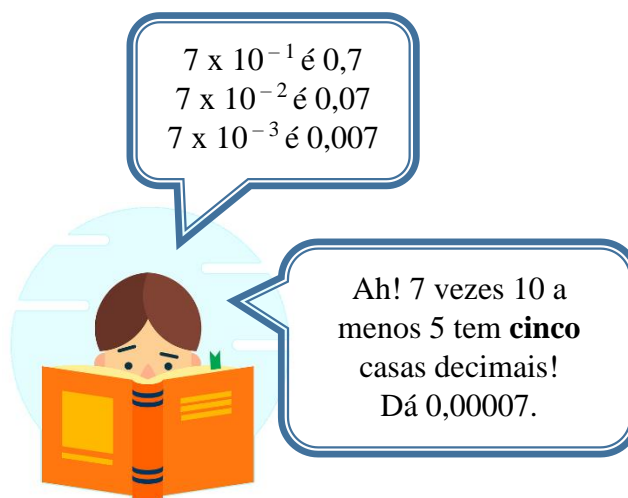 7 x 10⁻¹ é 0,7
7 x 10⁻² é 0,07
7 x 10⁻³ é 0,007
Ah! 7 vezes 10 a
menos 5 tem cinco
casas decimais!
Dá 0,00007.